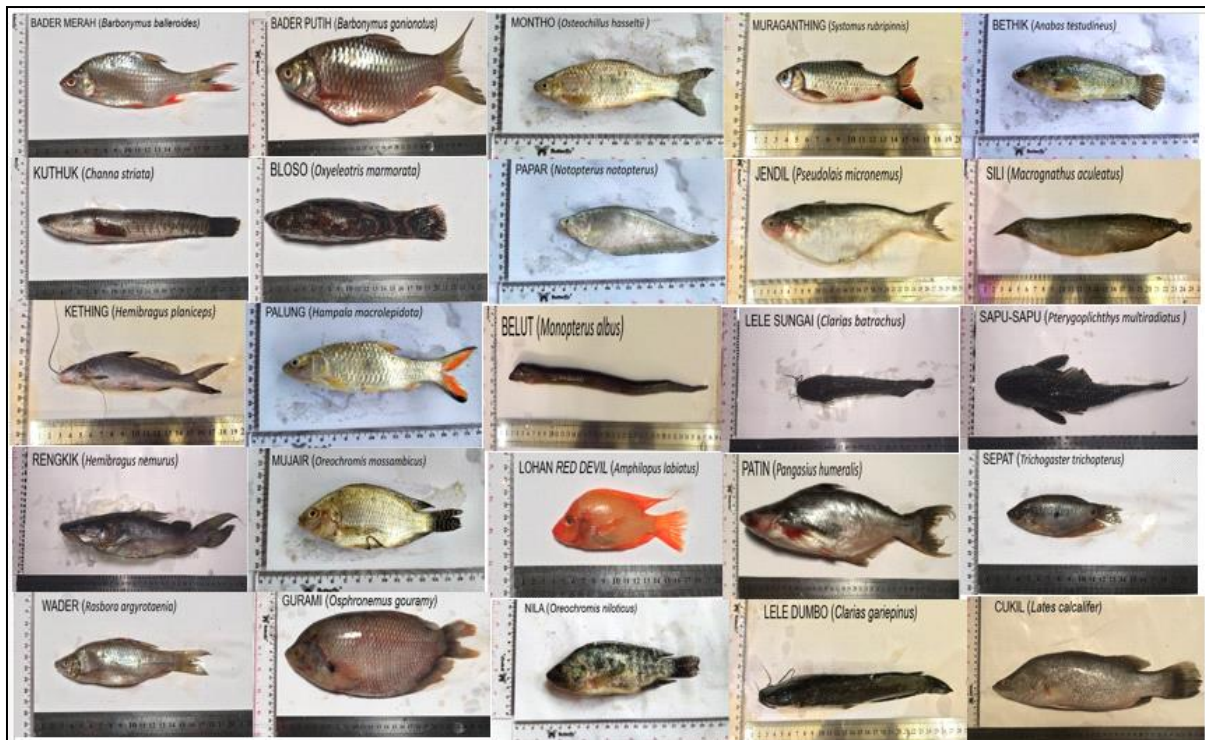 BADER MERAH (Barbonymus balleroides)
BADER PUTIH (Barbonymus gonionotus)
MONTHO (Osteochillus hasseltii)
MURAGANTHING (Systomus rubripinnis)
BETHIK (Anabas testudineus)
KUTHUK (Channa striata)
BLOSO (Oxyeleotris marmorata)
PAPAR (Notopterus notopterus)
JENDIL (Pseudolais micronemus)
SILI (Macrognathus aculeatus)
KETHING (Hemibagrus planiceps)
PALUNG (Hampala macrolepidota)
BELUT (Monopterus albus)
LELE SUNGAI (Clarias batrachus)
SAPU-SAPU (Pterygoplichthys multiradiatus )
RENGKIK (Hemibagrus nemurus)
MUJAIR (Oreochromis mossambicus)
LOHAN RED DEVIL (Amphilopus labiatus)
PATIN (Pangasius humeralis)
SEPAT (Trichogaster trichopterus)
WADER (Rasbora argyrotaenia)
GURAMI (Osphronemus gouramy)
NILA (Oreochromis niloticus)
LELE DUMBO (Clarias gariepinus)
CUKIL (Lates calcalifer)